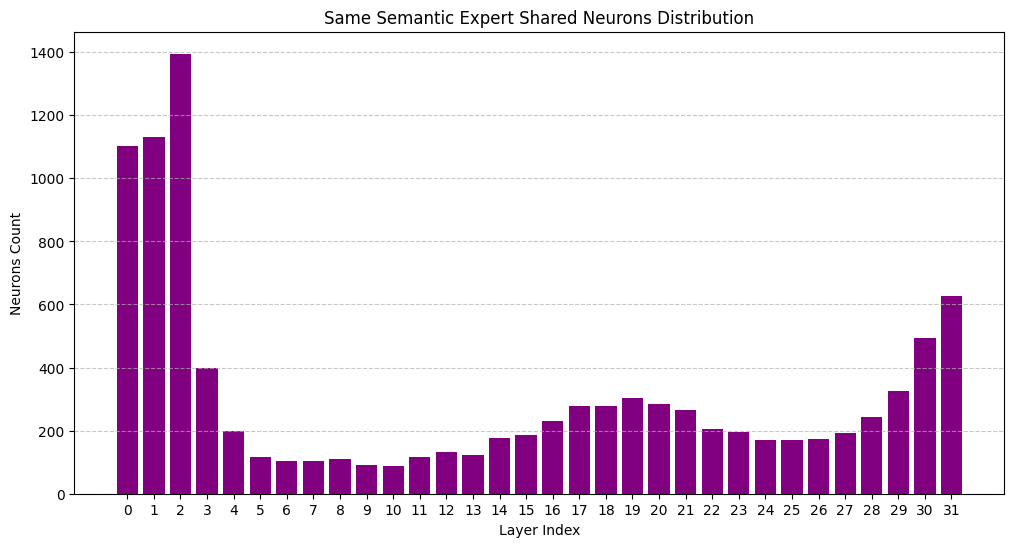 Same Semantic Expert Shared Neurons Distribution
1400
1200
1000
800
600
400
200
0
Neurons Count
0 1 2 3 4 5 6 7 8 9 10 11 12 13 14 15 16 17 18 19 20 21 22 23 24 25 26 27 28 29 30 31
Layer Index